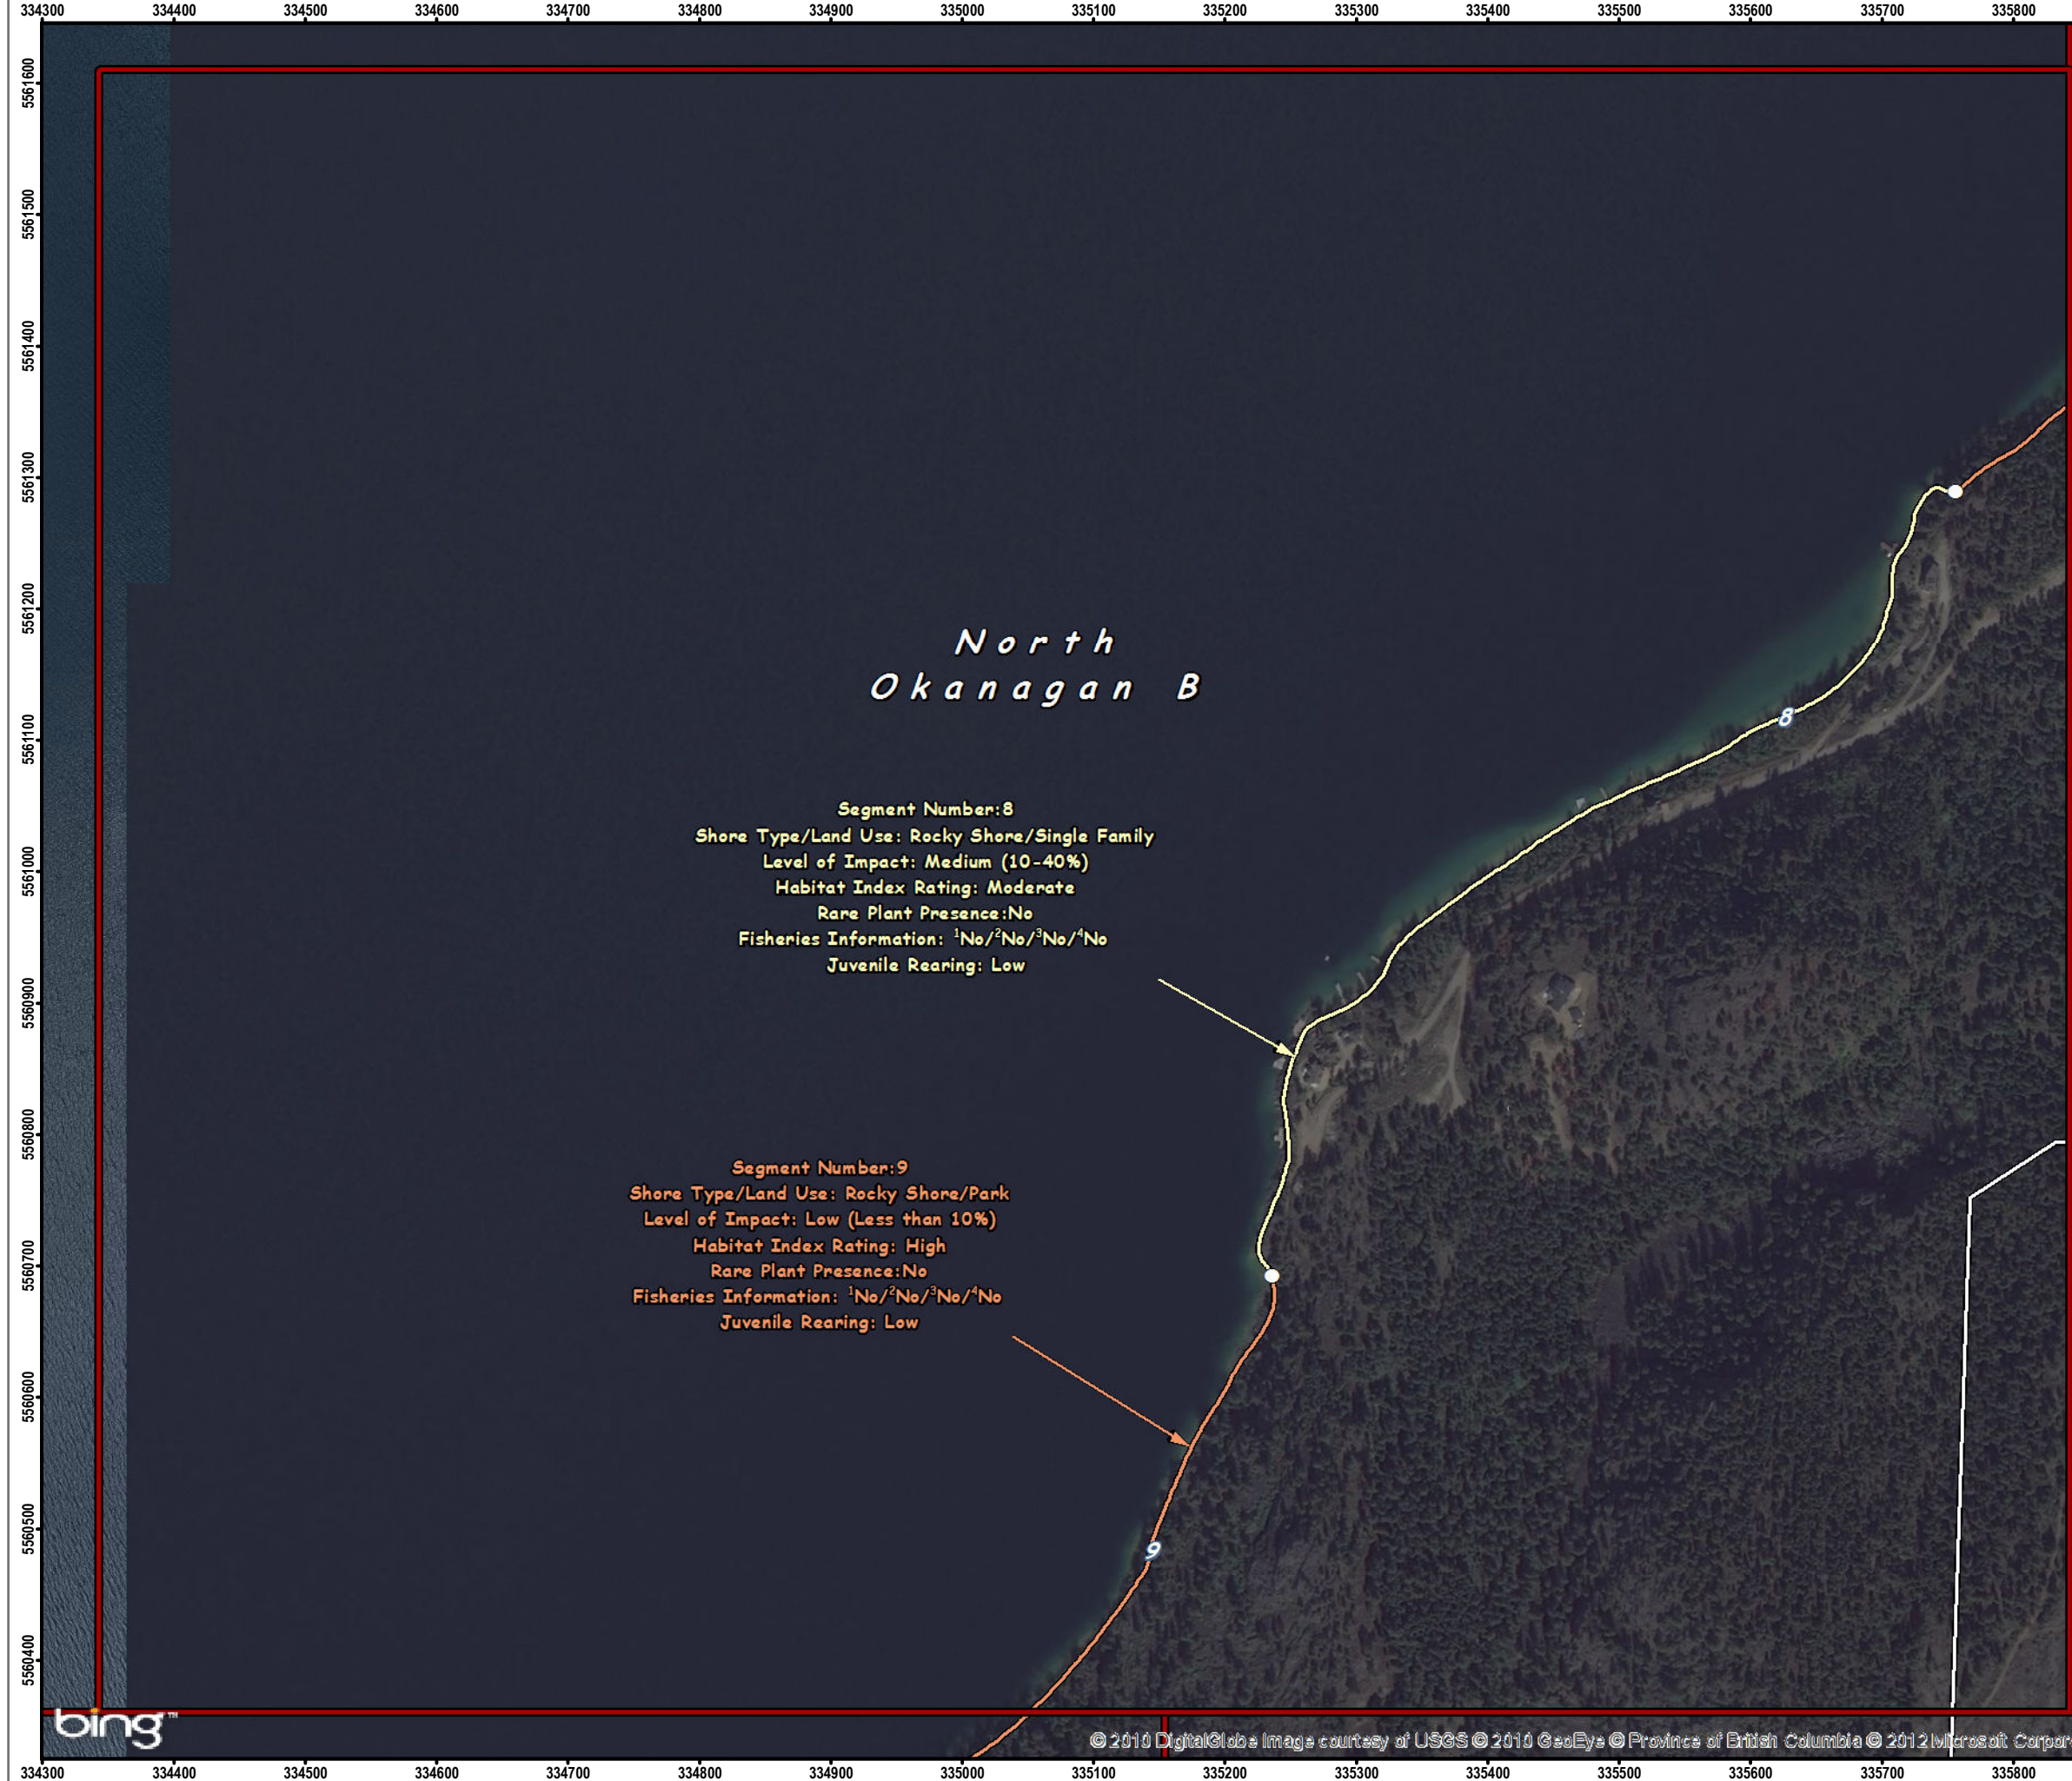 334300 334400 334500 334600 334700 334800 334900 335000 335100 335200 335300 335400 335500 335600 335700 335800
5561600
5561500
5561400
5561300
5561200
5561100
5561000
5560900
5560800
5560700
5560600
5560500
5560400
North
Okanagan B
8
Segment Number:8
Shore Type/Land Use: Rocky Shore/Single Family
Level of Impact: Medium (10-40%)
Habitat Index Rating: Moderate
Rare Plant Presence:No
Fisheries Information: ¹No/²No/³No/⁴No
Juvenile Rearing: Low
Segment Number:9
Shore Type/Land Use: Rocky Shore/Park
Level of Impact: Low (Less than 10%)
Habitat Index Rating: High
Rare Plant Presence:No
Fisheries Information: ¹No/²No/³No/⁴No
Juvenile Rearing: Low
9
bing™
© 2010 DigitalGlobe Image courtesy of USGS © 2010 GeoEye © Province of British Columbia © 2012 Microsoft Corpor
334300 334400 334500 334600 334700 334800 334900 335000 335100 335200 335300 335400 335500 335600 335700 335800